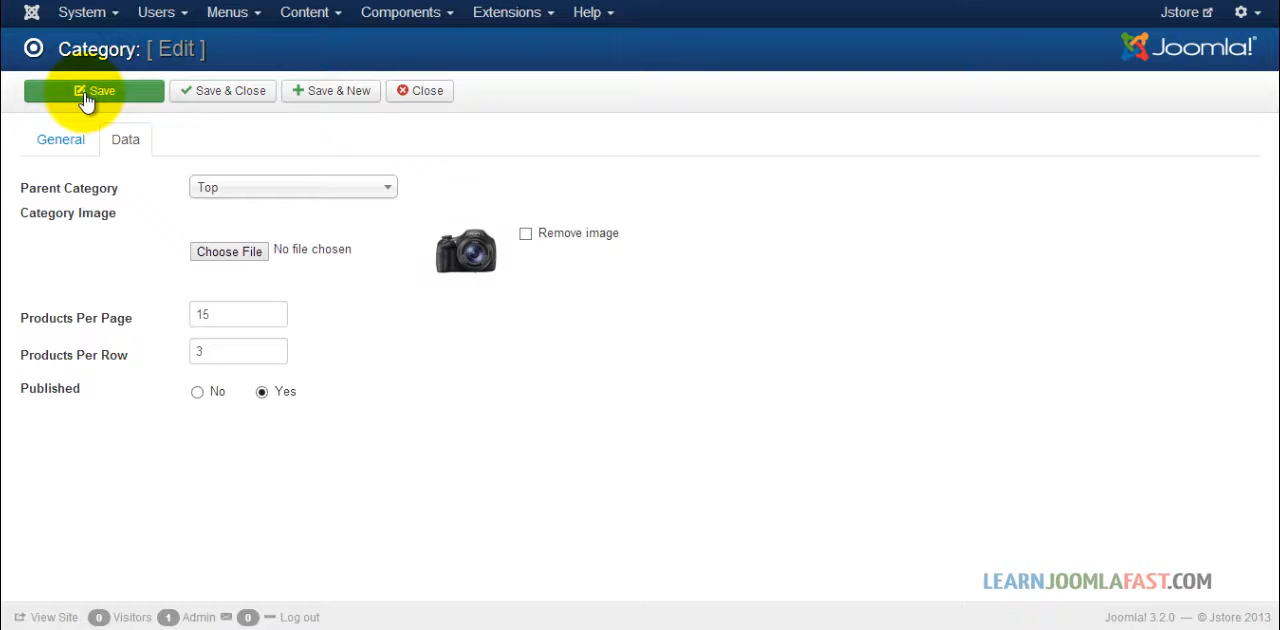 System Users Menus Content Components Extensions Help Jstore
Category: [ Edit ] Joomla!®
Save Save & Close Save & New Close
General Data
Parent Category Top
Category Image
Remove image
Choose File No file chosen
Products Per Page 15
Products Per Row 3
Published No Yes
LEARNJOOMLAFAST.COM
View Site 0 Visitors 1 Admin 0 Log out Joomla! 3.2.0 — © Jstore 2013